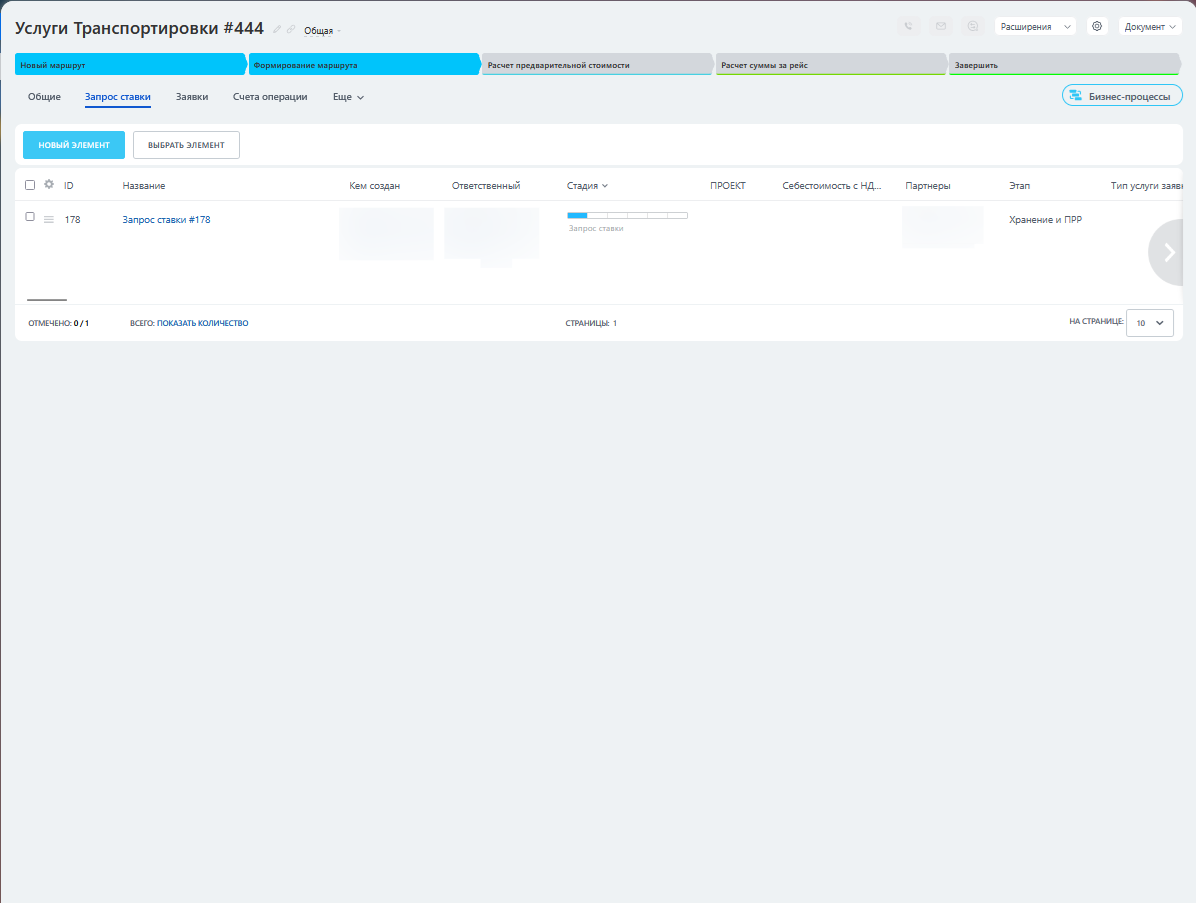 Услуги Транспортировки #444 Общая Расширения Документ
Новый маршрут Формирование маршрута Расчет предварительной стоимости Расчет суммы за рейс Завершить
Общие Запрос ставки Заявки Счета операции Еще Бизнес-процессы
НОВЫЙ ЭЛЕМЕНТ ВЫБРАТЬ ЭЛЕМЕНТ
ID Название Кем создан Ответственный Стадия ПРОЕКТ Себестоимость с НД... Партнеры Этап Тип услуги заяв
178 Запрос ставки #178 Хранение и ПРР
Запрос ставки
ОТМЕЧЕНО: 0 / 1 ВСЕГО: ПОКАЗАТЬ КОЛИЧЕСТВО СТРАНИЦЫ: 1 НА СТРАНИЦЕ: 10